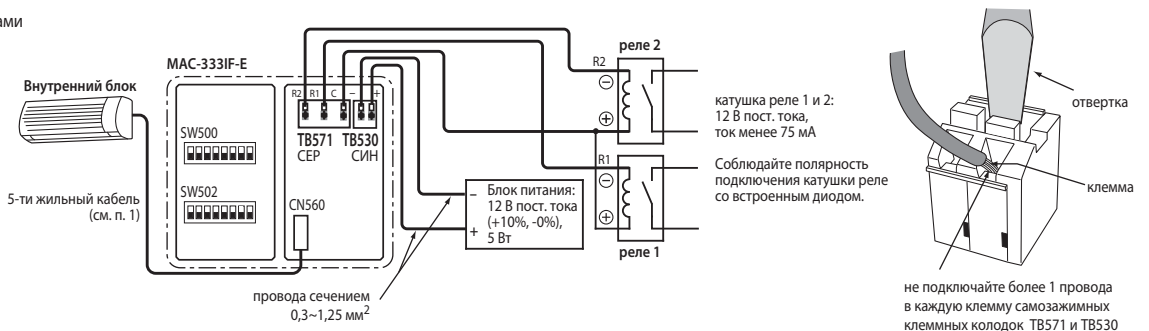 ами
Внутренний блок
5-ти жильный кабель
(см. п. 1)
MAC-333IF-E
SW500
SW502
R2 R1 C − +
TB571 TB530
СЕР СИН
CN560
провода сечением
0,3~1,25 мм²
−
+
Блок питания:
12 В пост. тока
(+10%, -0%),
5 Вт
реле 2
R2
−
+
R1
−
+
реле 1
катушка реле 1 и 2:
12 В пост. тока,
ток менее 75 мА
Соблюдайте полярность
подключения катушки реле
со встроенным диодом.
отвертка
клемма
не подключайте более 1 провода
в каждую клемму самозажимных
клеммных колодок TB571 и TB530